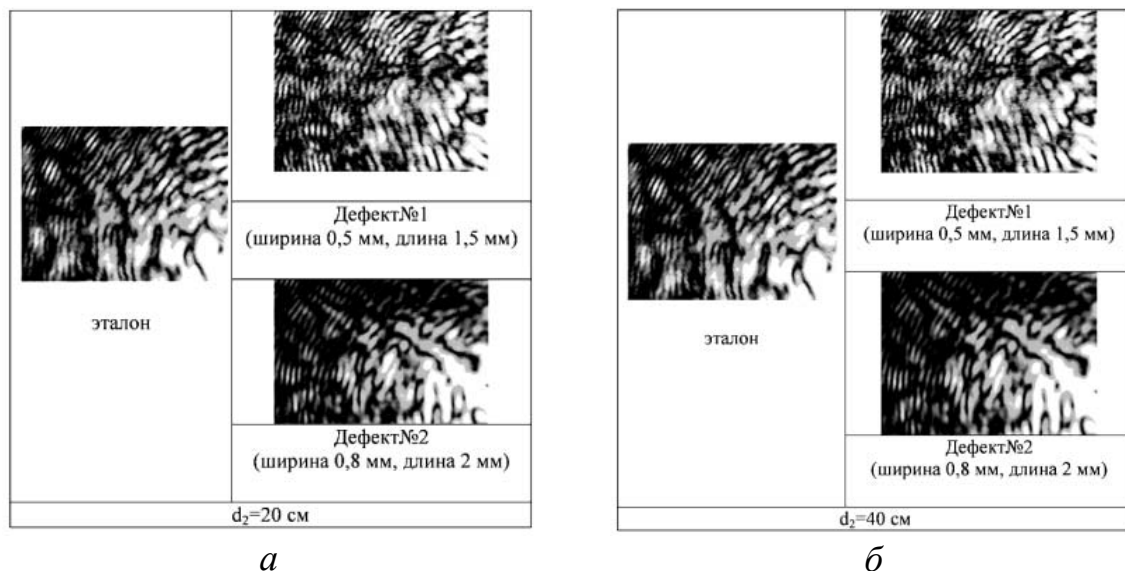 эталон
Дефект№1
(ширина 0,5 мм, длина 1,5 мм)
Дефект№2
(ширина 0,8 мм, длина 2 мм)
d₂=20 см
а
эталон
Дефект№1
(ширина 0,5 мм, длина 1,5 мм)
Дефект№2
(ширина 0,8 мм, длина 2 мм)
d₂=40 см
б